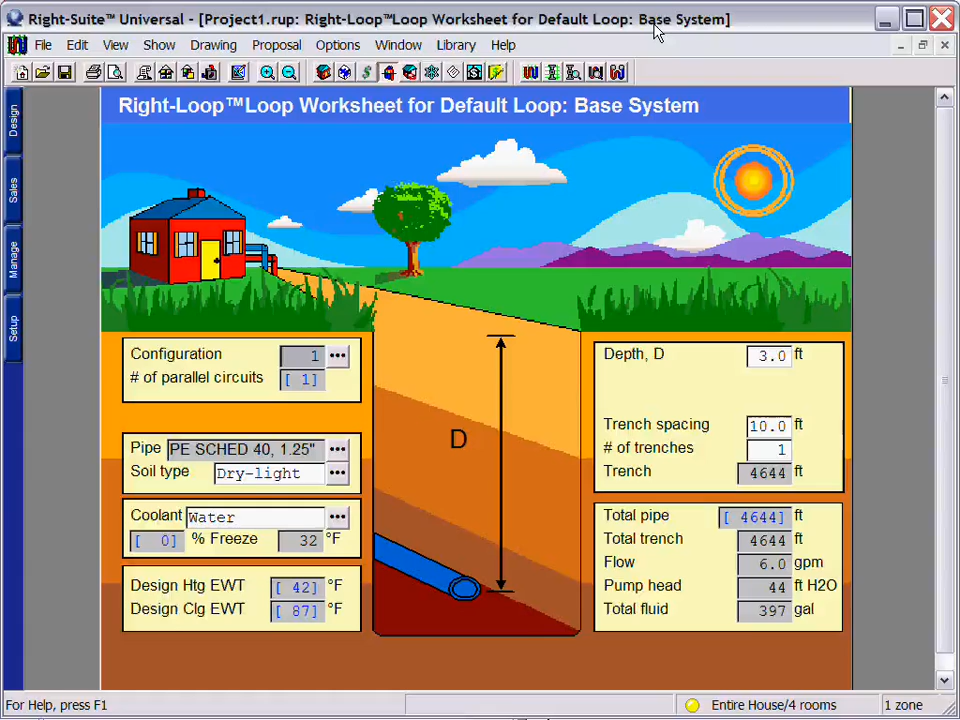 Right-Suite™ Universal - [Project1.rup: Right-Loop™Loop Worksheet for Default Loop: Base System]
File Edit View Show Drawing Proposal Options Window Library Help
Design
Sales
Manage
Setup
Right-Loop™Loop Worksheet for Default Loop: Base System
Configuration 1
# of parallel circuits [ 1]
Pipe PE SCHED 40, 1.25"
Soil type Dry-light
Coolant Water
[ 0] % Freeze 32 °F
Design Htg EWT [ 42] °F
Design Clg EWT [ 87] °F
D
Depth, D 3.0 ft
Trench spacing 10.0 ft
# of trenches 1
Trench 4644 ft
Total pipe [ 4644] ft
Total trench 4644 ft
Flow 6.0 gpm
Pump head 44 ft H2O
Total fluid 397 gal
For Help, press F1
Entire House/4 rooms
1 zone